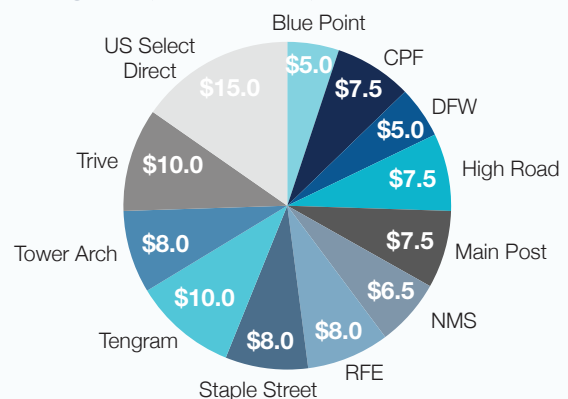 Blue Point
$5.0
CPF
$7.5
DFW
$5.0
High Road
$7.5
Main Post
$7.5
NMS
$6.5
RFE
$8.0
Staple Street
$8.0
Tengram
$10.0
Tower Arch
$8.0
Trive
$10.0
US Select
Direct
$15.0